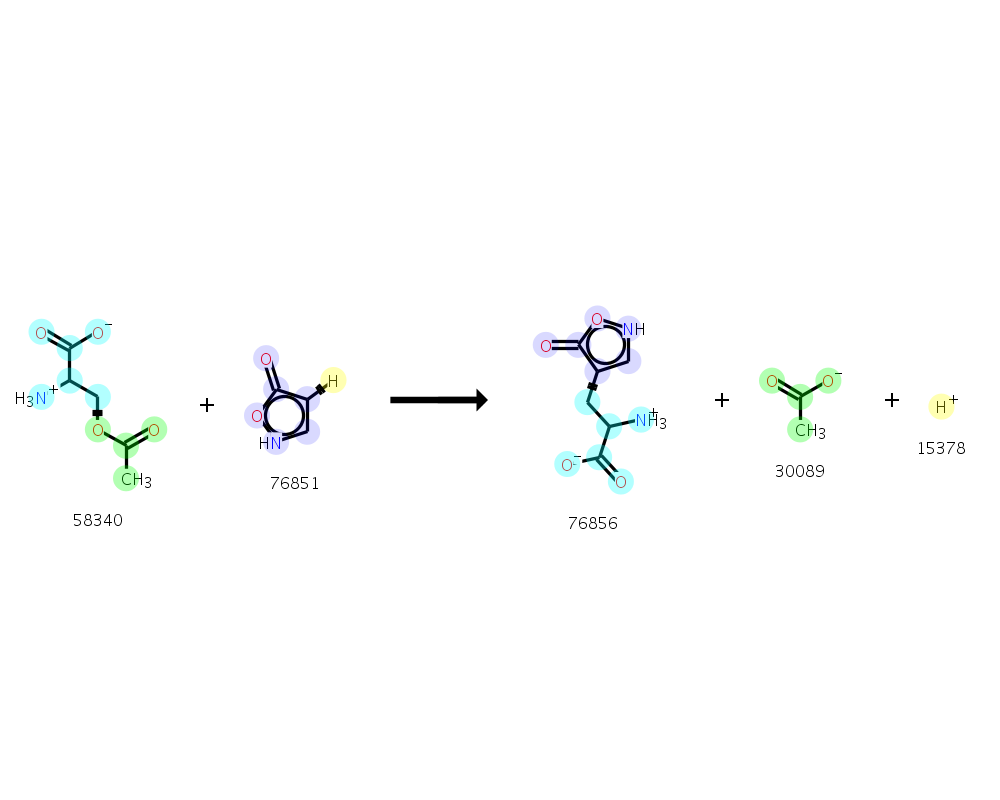 O O⁻
H₃N⁺
O O
CH₃
58340
+
O
H
O
HN
76851
O NH
O
NH₃⁺
O⁻
O
76856
+
O O⁻
CH₃
30089
+
H⁺
15378